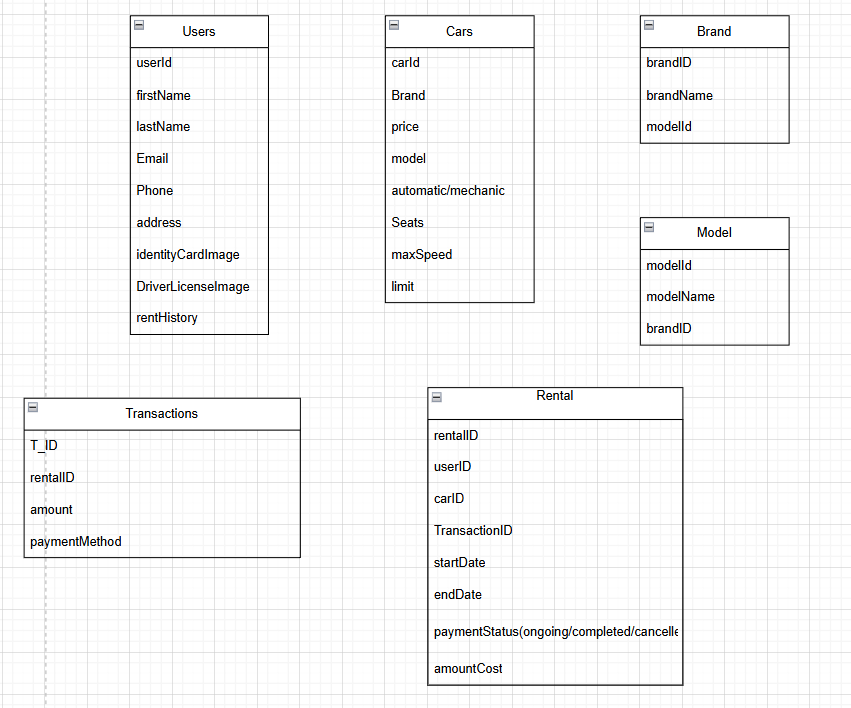 Users
userId
firstName
lastName
Email
Phone
address
identityCardImage
DriverLicenseImage
rentHistory
Cars
carId
Brand
price
model
automatic/mechanic
Seats
maxSpeed
limit
Brand
brandID
brandName
modelId
Model
modelId
modelName
brandID
Transactions
T_ID
rentalID
amount
paymentMethod
Rental
rentalID
userID
carID
TransactionID
startDate
endDate
paymentStatus(ongoing/completed/cancelle
amountCost